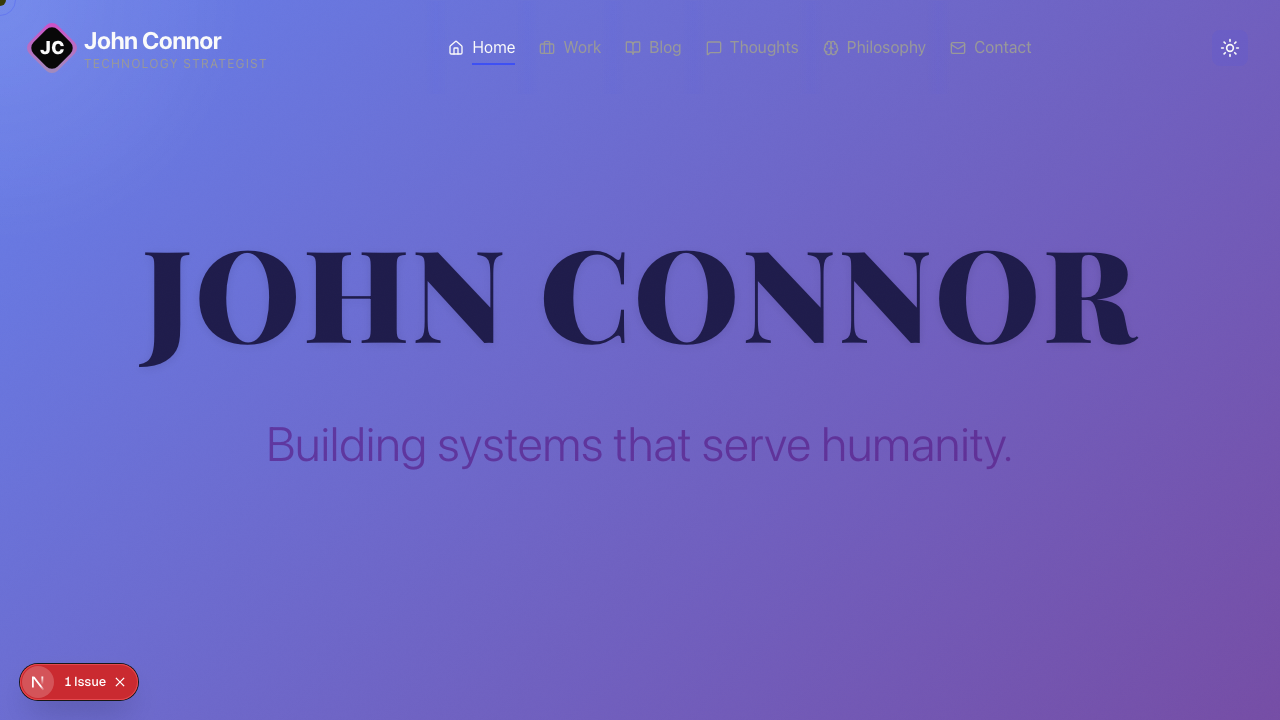 JC
John Connor
TECHNOLOGY STRATEGIST
Home
Work
Blog
Thoughts
Philosophy
Contact
JOHN CONNOR
Building systems that serve humanity.
N
1 Issue